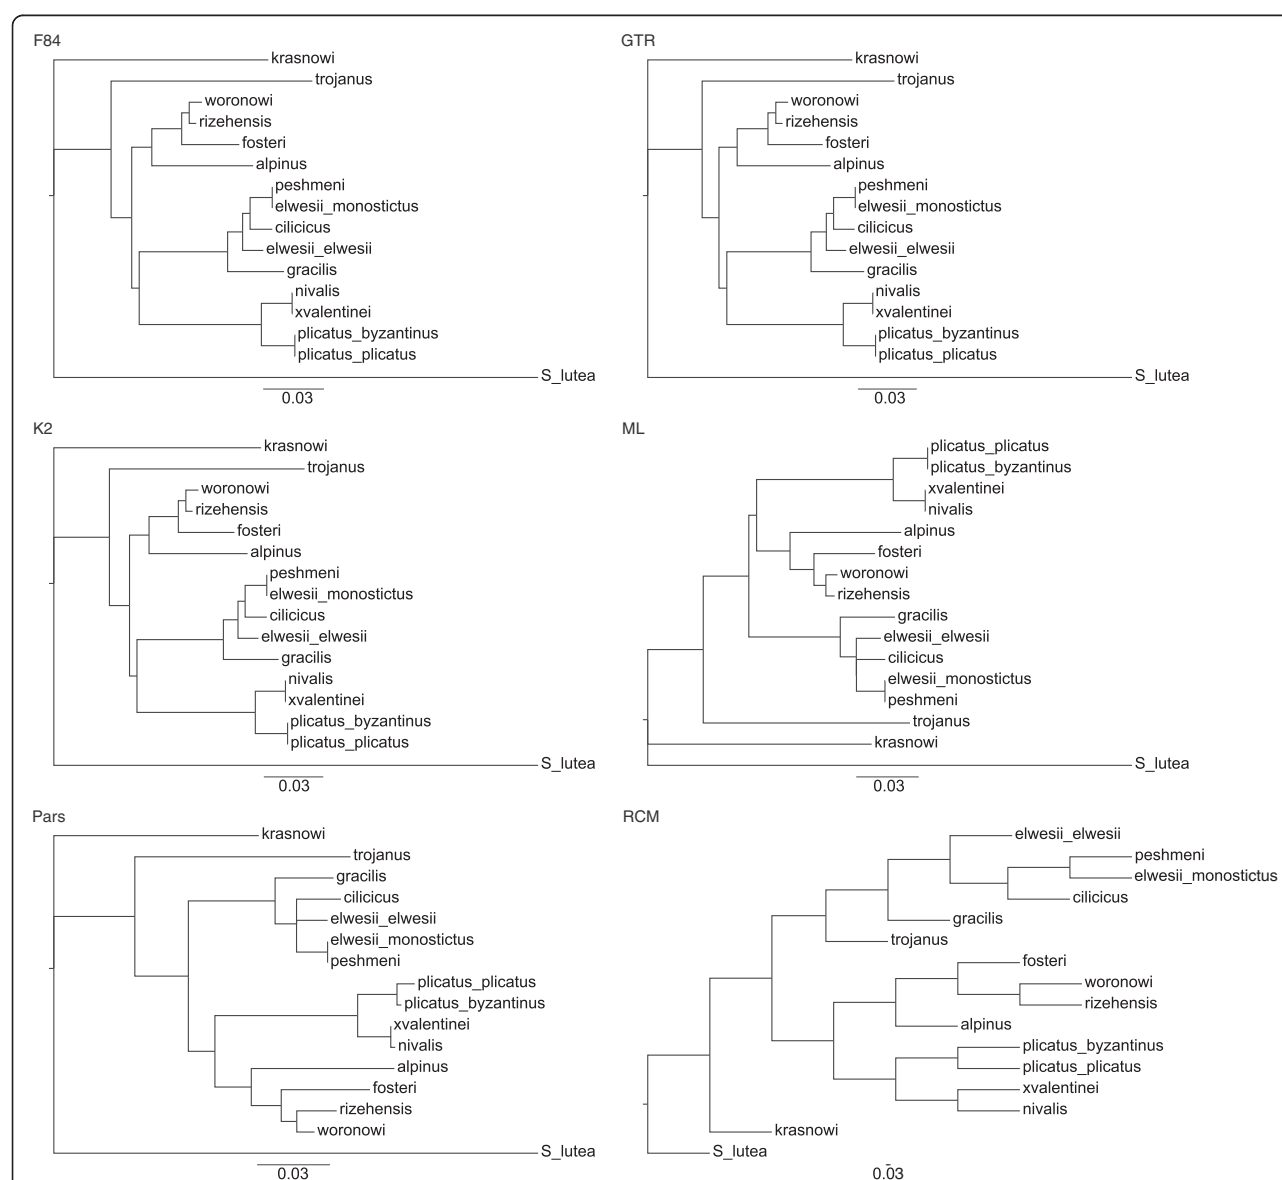 F84
krasnowi
trojanus
woronowi
rizehensis
fosteri
alpinus
peshmeni
elwesii_monostictus
cilicicus
elwesii_elwesii
gracilis
nivalis
xvalentinei
plicatus_byzantinus
plicatus_plicatus
S_lutea
0.03
GTR
krasnowi
trojanus
woronowi
rizehensis
fosteri
alpinus
peshmeni
elwesii_monostictus
cilicicus
elwesii_elwesii
gracilis
nivalis
xvalentinei
plicatus_byzantinus
plicatus_plicatus
S_lutea
0.03
K2
krasnowi
trojanus
woronowi
rizehensis
fosteri
alpinus
peshmeni
elwesii_monostictus
cilicicus
elwesii_elwesii
gracilis
nivalis
xvalentinei
plicatus_byzantinus
plicatus_plicatus
S_lutea
0.03
ML
plicatus_plicatus
plicatus_byzantinus
xvalentinei
nivalis
alpinus
fosteri
woronowi
rizehensis
gracilis
elwesii_elwesii
cilicicus
elwesii_monostictus
peshmeni
trojanus
krasnowi
S_lutea
0.03
Pars
krasnowi
trojanus
gracilis
cilicicus
elwesii_elwesii
elwesii_monostictus
peshmeni
plicatus_plicatus
plicatus_byzantinus
xvalentinei
nivalis
alpinus
fosteri
rizehensis
woronowi
S_lutea
0.03
RCM
elwesii_elwesii
peshmeni
elwesii_monostictus
cilicicus
gracilis
trojanus
fosteri
woronowi
rizehensis
alpinus
plicatus_byzantinus
plicatus_plicatus
xvalentinei
nivalis
krasnowi
S_lutea
0.03